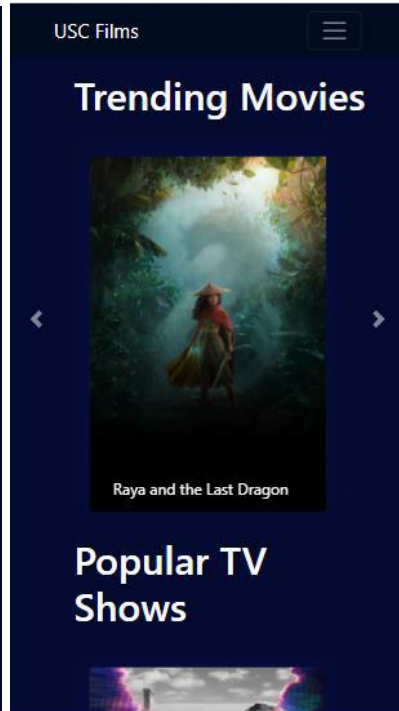 USC Films
Trending Movies
Raya and the Last Dragon
Popular TV
Shows